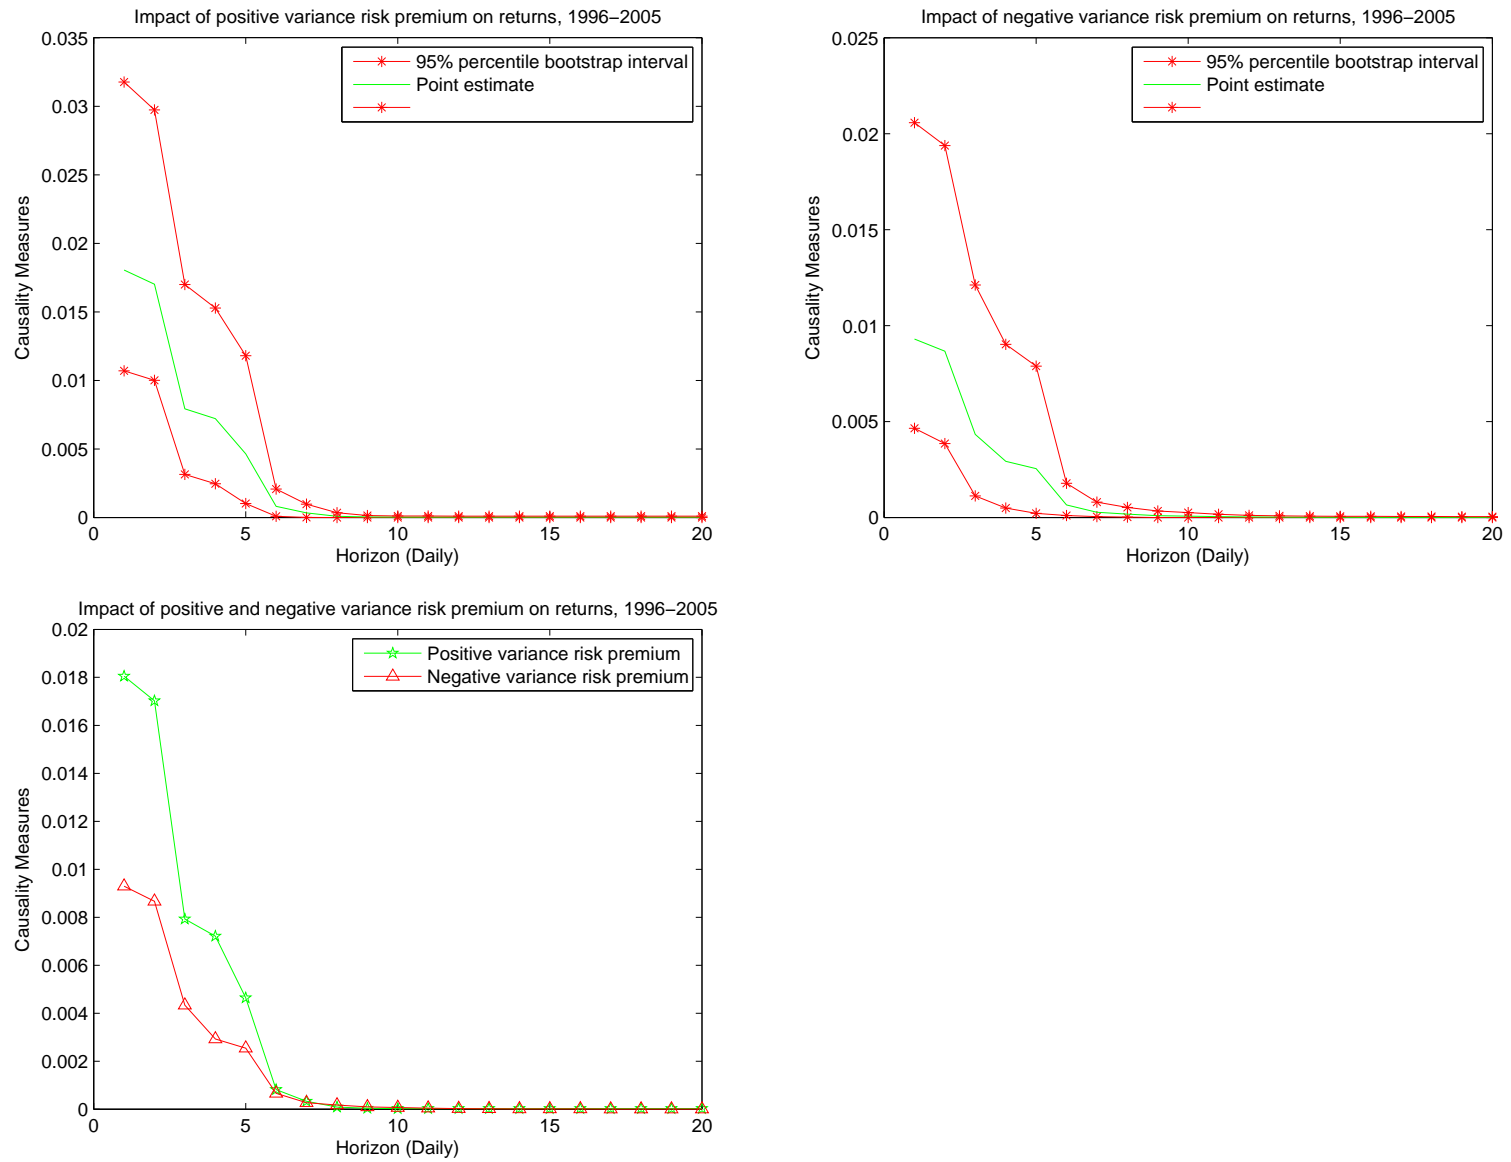 Impact of positive variance risk premium on returns, 1996−2005
0.035
0.03
0.025
0.02
0.015
0.01
0.005
0
Causality Measures
95% percentile bootstrap interval
Point estimate
0 5 10 15 20
Horizon (Daily)
Impact of negative variance risk premium on returns, 1996−2005
0.025
0.02
0.015
0.01
0.005
0
Causality Measures
95% percentile bootstrap interval
Point estimate
0 5 10 15 20
Horizon (Daily)
Impact of positive and negative variance risk premium on returns, 1996−2005
0.02
0.018
0.016
0.014
0.012
0.01
0.008
0.006
0.004
0.002
0
Causality Measures
Positive variance risk premium
Negative variance risk premium
0 5 10 15 20
Horizon (Daily)